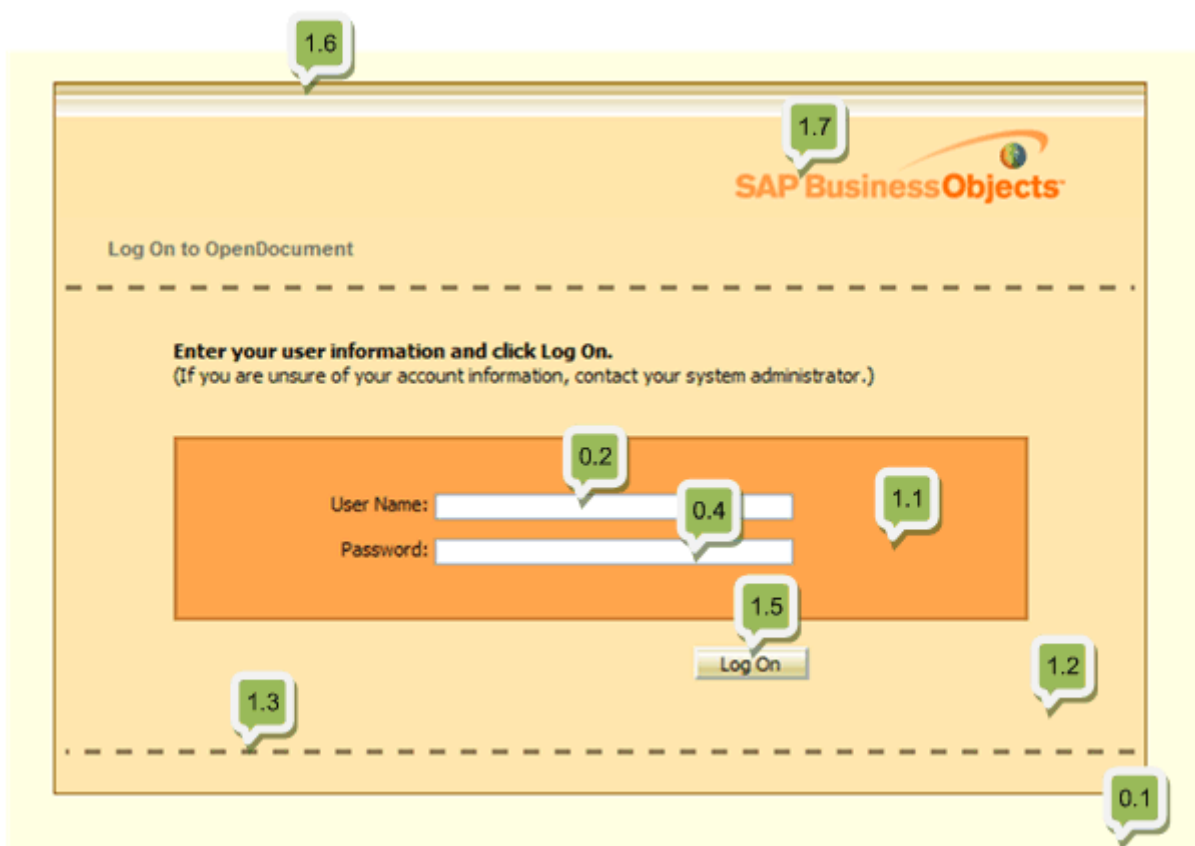 1.6
1.7
SAP BusinessObjects™
Log On to OpenDocument
Enter your user information and click Log On.
(If you are unsure of your account information, contact your system administrator.)
0.2
User Name:
0.4
1.1
Password:
1.5
Log On
1.2
1.3
0.1